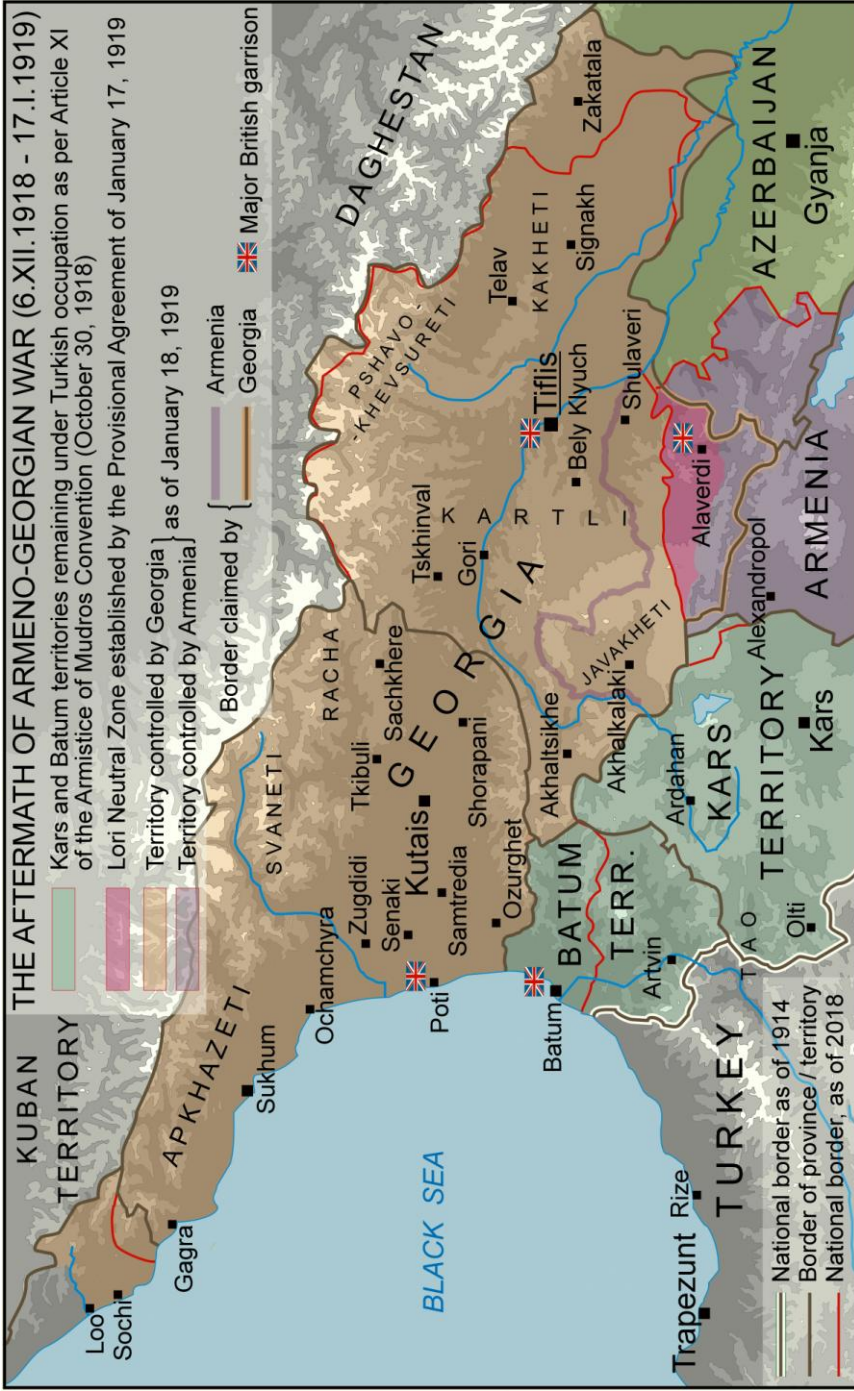 THE AFTERMATH OF ARMENO-GEORGIAN WAR (6.XII.1918 - 17.I.1919)
Kars and Batum territories remaining under Turkish occupation as per Article XI
of the Armistice of Mudros Convention (October 30, 1918)
Lori Neutral Zone established by the Provisional Agreement of January 17, 1919
Territory controlled by Georgia
Territory controlled by Armenia
as of January 18, 1919
Border claimed by
Armenia
Georgia
Major British garrison
KUBAN
TERRITORY
DAGHESTAN
Loo
Sochi
Gagra
APKHAZETI
Sukhum
Ochamchyra
SVANETI
RACHA
Zugdidi
Tkibuli
Sachkhere
Senaki
Kutais
Poti
Samtredia
Shorapani
Ozurghet
GEORGIA
PSHAVO -
-KHEVSURETI
Tskhinval
Gori
KARTLI
Telav
KAKHETI
Signakh
Zakatala
Tiflis
Bely Klyuch
Shulaveri
Akhaltsikhe
JAVAKHETI
Akhalkalaki
Alaverdi
BLACK SEA
Batum
BATUM
TERR.
Artvin
Ardahan
KARS
TERRITORY
Kars
TAO
Olti
Alexandropol
ARMENIA
AZERBAIJAN
Gyanja
Trapezunt
Rize
TURKEY
National border as of 1914
Border of province / territory
National border, as of 2018